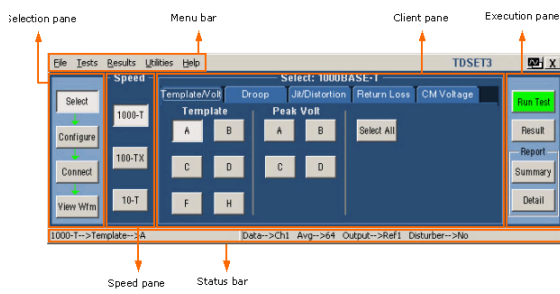 Selection pane
Menu bar
Client pane
Execution pane
File Tests Results Utilities Help
TDSET3
X
Speed
Select: 1000BASE-T
Select
Configure
Connect
View Wfm
1000-T
100-TX
10-T
Template/Volt
Droop
Jit/Distortion
Return Loss
CM Voltage
Template
Peak Volt
A B
A B
Select All
C D
C D
F H
Run Test
Result
Report
Summary
Detail
1000-T-->Template-->A
Data-->Ch1 Avg-->64 Output-->Ref1 Disturber-->No
Speed pane
Status bar